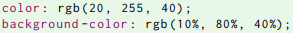 color: rgb(20, 255, 40);
background-color: rgb(10%, 80%, 40%);